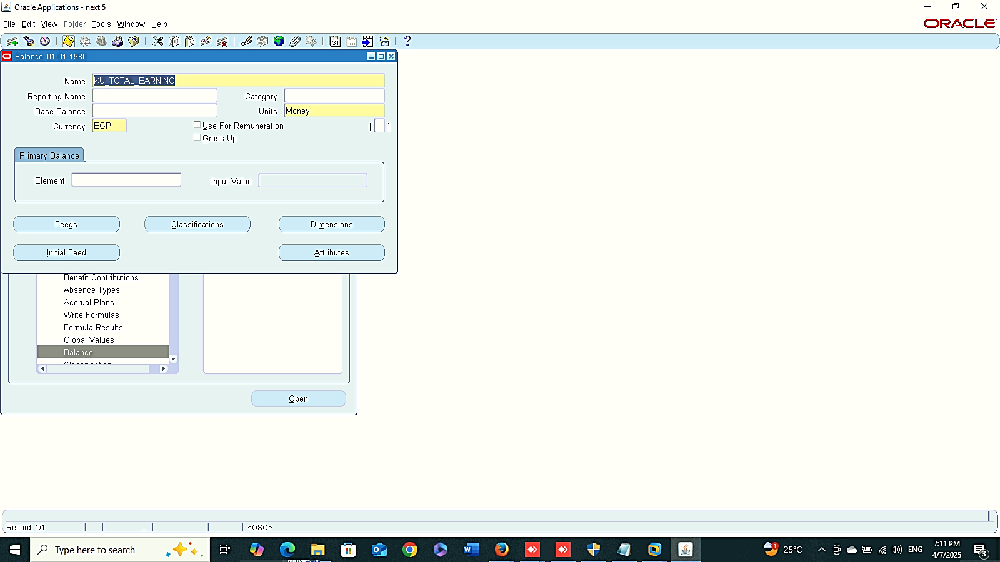 Oracle Applications - next 5
File Edit View Folder Tools Window Help
ORACLE
Balance: 01-01-1980
Name KU_TOTAL_EARNING
Reporting Name Category
Base Balance Units Money
Currency EGP Use For Remuneration [ ]
Gross Up
Primary Balance
Element Input Value
Feeds Classifications Dimensions
Initial Feed Attributes
Benefit Contributions
Absence Types
Accrual Plans
Write Formulas
Formula Results
Global Values
Balance
Classification
Open
Record: 1/1 ... <OSC>
Type here to search 1 25°C ENG 7:11 PM
4/7/2025 3